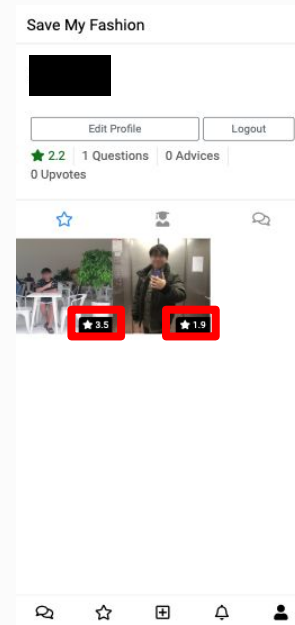 Save My Fashion
Edit Profile
Logout
2.2 1 Questions 0 Advices
0 Upvotes
3.5
1.9